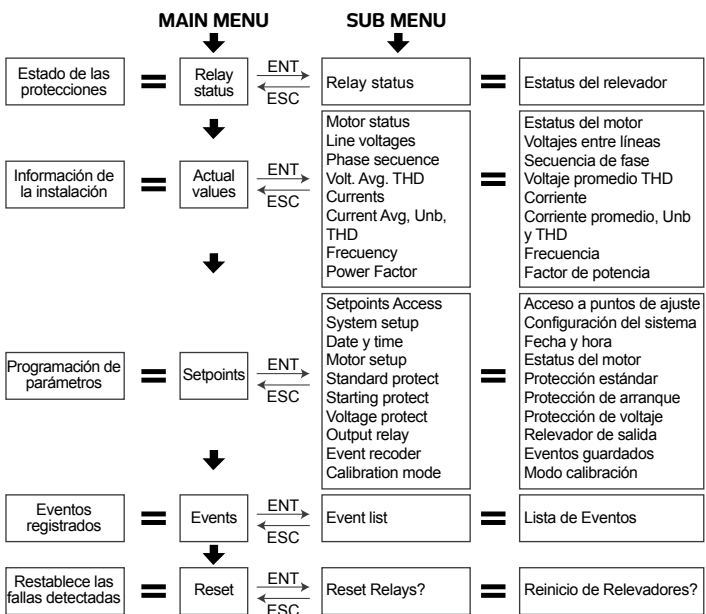 MAIN MENU
SUB MENU
Estado de las
protecciones
=
Relay
status
ENT
ESC
Relay status
=
Estatus del relevador
Información de
la instalación
=
Actual
values
ENT
ESC
Motor status
Line voltages
Phase secuence
Volt. Avg. THD
Currents
Current Avg, Unb,
THD
Frecuency
Power Factor
=
Estatus del motor
Voltajes entre líneas
Secuencia de fase
Voltaje promedio THD
Corriente
Corriente promedio, Unb
y THD
Frecuencia
Factor de potencia
Programación de
parámetros
=
Setpoints
ENT
ESC
Setpoints Access
System setup
Date y time
Motor setup
Standard protect
Starting protect
Voltage protect
Output relay
Event recoder
Calibration mode
=
Acceso a puntos de ajuste
Configuración del sistema
Fecha y hora
Estatus del motor
Protección estándar
Protección de arranque
Protección de voltaje
Relevador de salida
Eventos guardados
Modo calibración
Eventos
registrados
=
Events
ENT
ESC
Event list
=
Lista de Eventos
Restablece las
fallas detectadas
=
Reset
ENT
ESC
Reset Relays?
=
Reinicio de Relevadores?